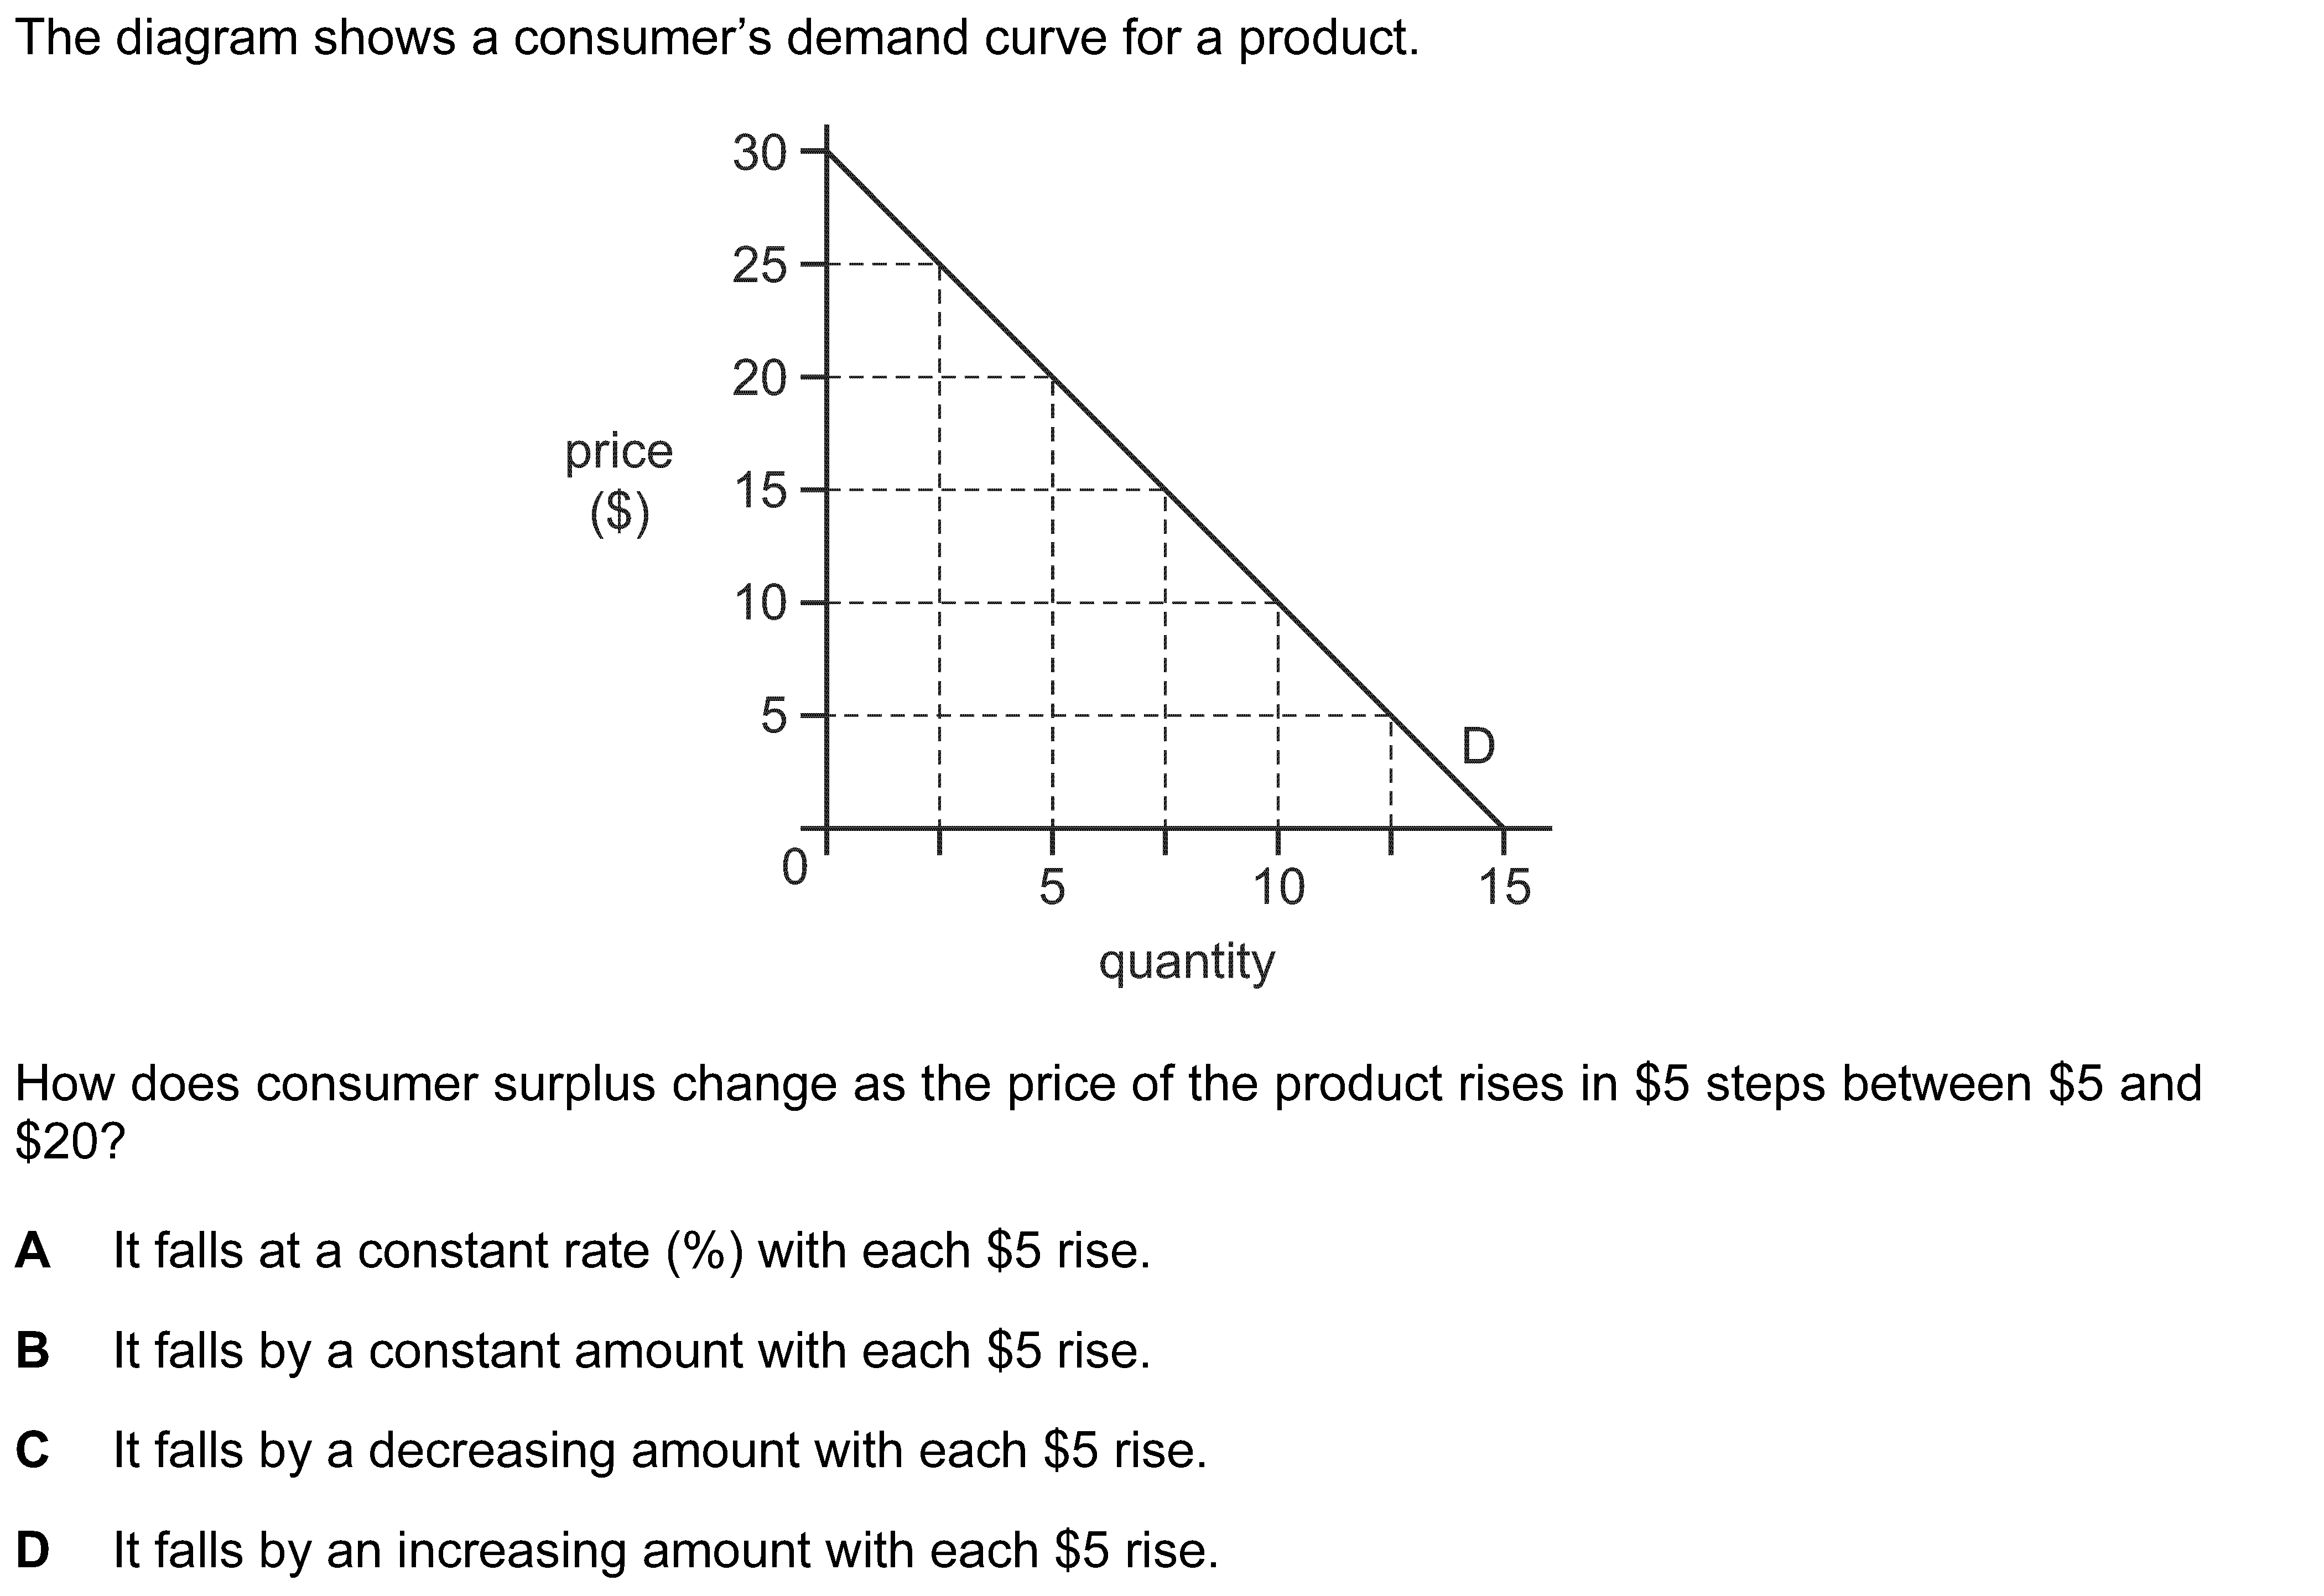 The diagram shows a consumer’s demand curve for a product.
30
25
20
price
($)
15
10
5
D
0
5 10 15
quantity
How does consumer surplus change as the price of the product rises in $5 steps between $5 and
$20?
A It falls at a constant rate (%) with each $5 rise.
B It falls by a constant amount with each $5 rise.
C It falls by a decreasing amount with each $5 rise.
D It falls by an increasing amount with each $5 rise.